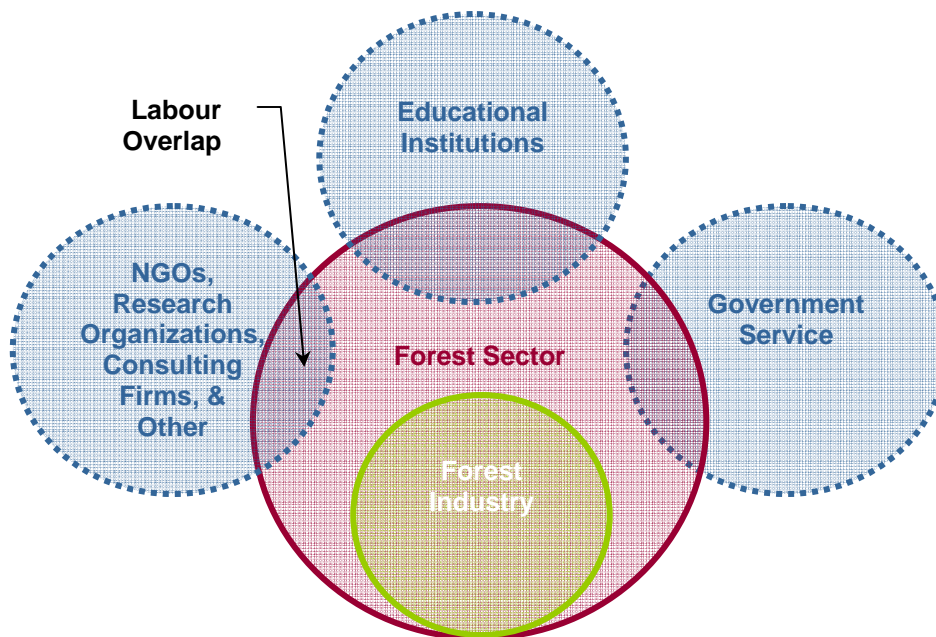 Labour
Overlap
Educational
Institutions
NGOs,
Research
Organizations,
Consulting
Firms, &
Other
Government
Service
Forest Sector
Forest
Industry